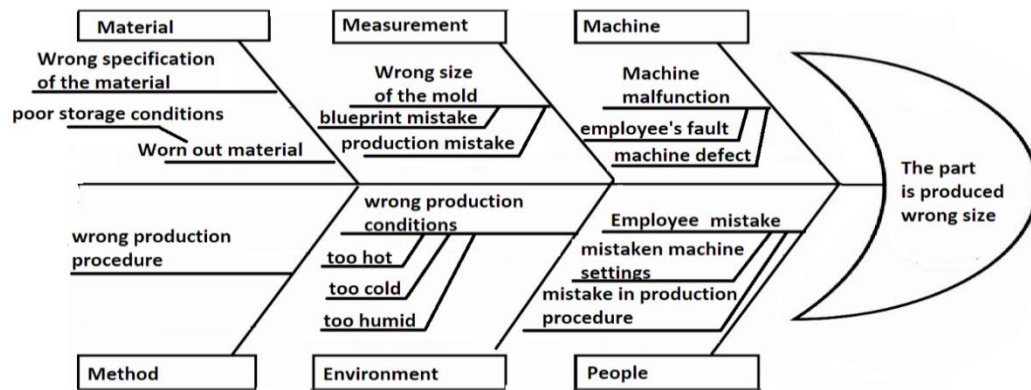 Material
Measurement
Machine
Wrong specification
of the material
poor storage conditions
Worn out material
Wrong size
of the mold
blueprint mistake
production mistake
Machine
malfunction
employee's fault
machine defect
The part
is produced
wrong size
wrong production
procedure
wrong production
conditions
too hot
too cold
too humid
Employee mistake
mistaken machine
settings
mistake in production
procedure
Method
Environment
People